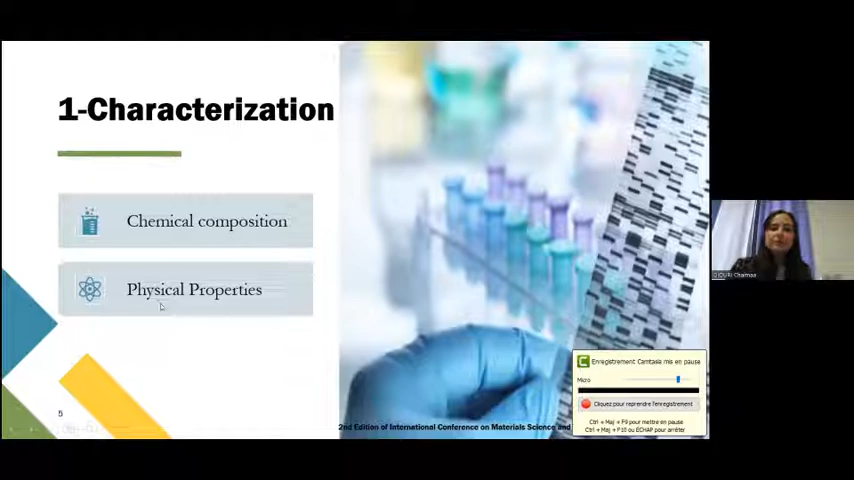 1-Characterization
Chemical composition
Physical Properties
5
2nd Edition of International Conference on Materials Science and
Enregistrement Camtasia mis en pause
Micro
Cliquez pour reprendre l'enregistrement
Ctrl + Maj + F9 pour mettre en pause
Ctrl + Maj + F10 ou ECHAP pour arrêter